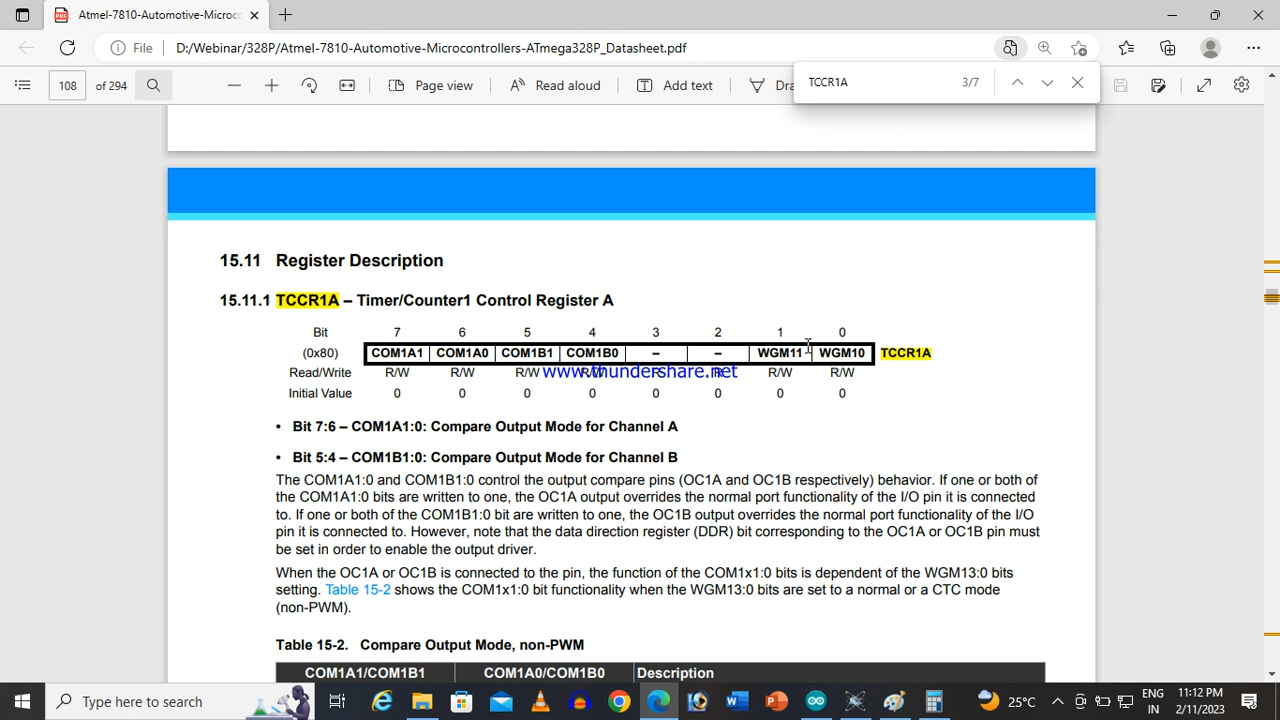 Atmel-7810-Automotive-Microco
File
D:/Webinar/328P/Atmel-7810-Automotive-Microcontrollers-ATmega328P_Datasheet.pdf
108 of 294
Page view
Read aloud
Add text
Dra
TCCR1A 3/7
15.11 Register Description
15.11.1 TCCR1A – Timer/Counter1 Control Register A
Bit 7 6 5 4 3 2 1 0
(0x80) COM1A1 COM1A0 COM1B1 COM1B0 – – WGM11 WGM10 TCCR1A
Read/Write R/W R/W R/W R/W R R R/W R/W
www.thundershare.net
Initial Value 0 0 0 0 0 0 0 0
• Bit 7:6 – COM1A1:0: Compare Output Mode for Channel A
• Bit 5:4 – COM1B1:0: Compare Output Mode for Channel B
The COM1A1:0 and COM1B1:0 control the output compare pins (OC1A and OC1B respectively) behavior. If one or both of
the COM1A1:0 bits are written to one, the OC1A output overrides the normal port functionality of the I/O pin it is connected
to. If one or both of the COM1B1:0 bit are written to one, the OC1B output overrides the normal port functionality of the I/O
pin it is connected to. However, note that the data direction register (DDR) bit corresponding to the OC1A or OC1B pin must
be set in order to enable the output driver.
When the OC1A or OC1B is connected to the pin, the function of the COM1x1:0 bits is dependent of the WGM13:0 bits
setting. Table 15-2 shows the COM1x1:0 bit functionality when the WGM13:0 bits are set to a normal or a CTC mode
(non-PWM).
Table 15-2. Compare Output Mode, non-PWM
COM1A1/COM1B1 COM1A0/COM1B0 Description
Type here to search
25°C
ENG
IN
11:12 PM
2/11/2023